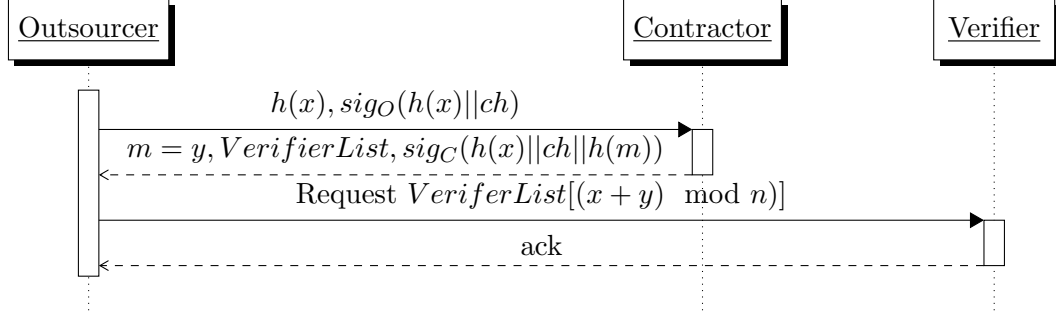 Outsourcer Contractor Verifier
h(x), sig_O(h(x)||ch)
m = y, VerifierList, sig_C(h(x)||ch||h(m))
Request VeriferList[(x + y) mod n)]
ack